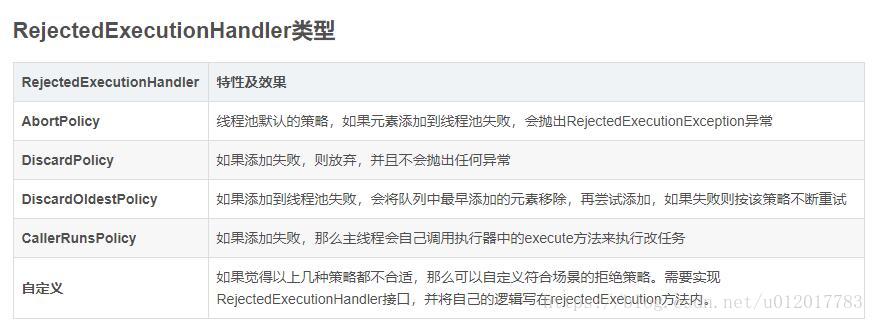 RejectedExecutionHandler类型
RejectedExecutionHandler 特性及效果
AbortPolicy 线程池默认的策略，如果元素添加到线程池失败，会抛出RejectedExecutionException异常
DiscardPolicy 如果添加失败，则放弃，并且不会抛出任何异常
DiscardOldestPolicy 如果添加到线程池失败，会将队列中最早添加的元素移除，再尝试添加，如果失败则按该策略不断重试
CallerRunsPolicy 如果添加失败，那么主线程会自己调用执行器中的execute方法来执行改任务
自定义 如果觉得以上几种策略都不合适，那么可以自定义符合场景的拒绝策略。需要实现
RejectedExecutionHandler接口，并将自己的逻辑写在rejectedExecution方法内。
https://blog.csdn.net/u012017783